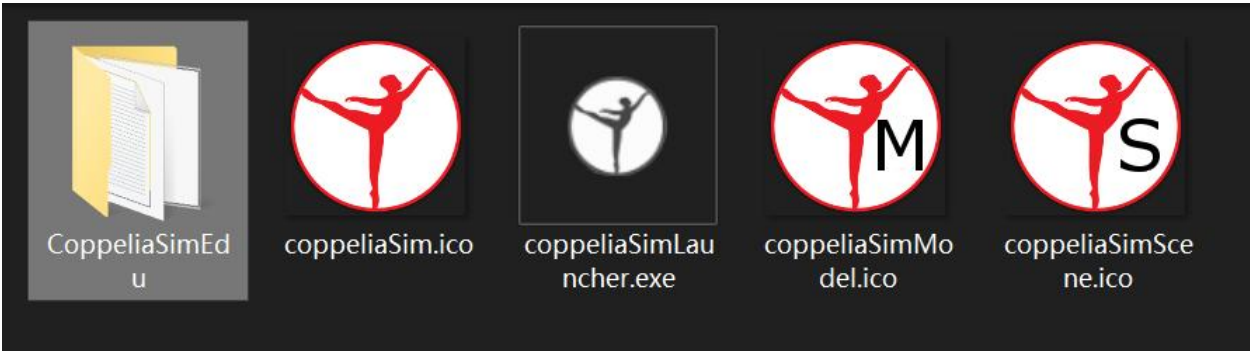 CoppeliaSimEd
u
coppeliaSim.ico
coppeliaSimLau
ncher.exe
M
coppeliaSimMo
del.ico
S
coppeliaSimSce
ne.ico